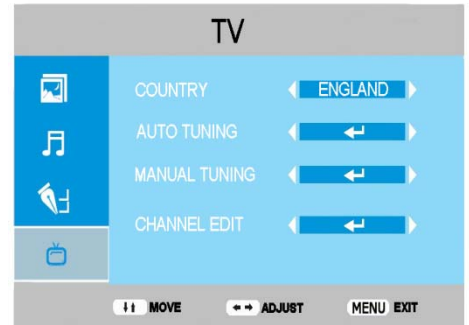 TV
COUNTRY ENGLAND
AUTO TUNING
MANUAL TUNING
CHANNEL EDIT
MOVE ADJUST MENU EXIT